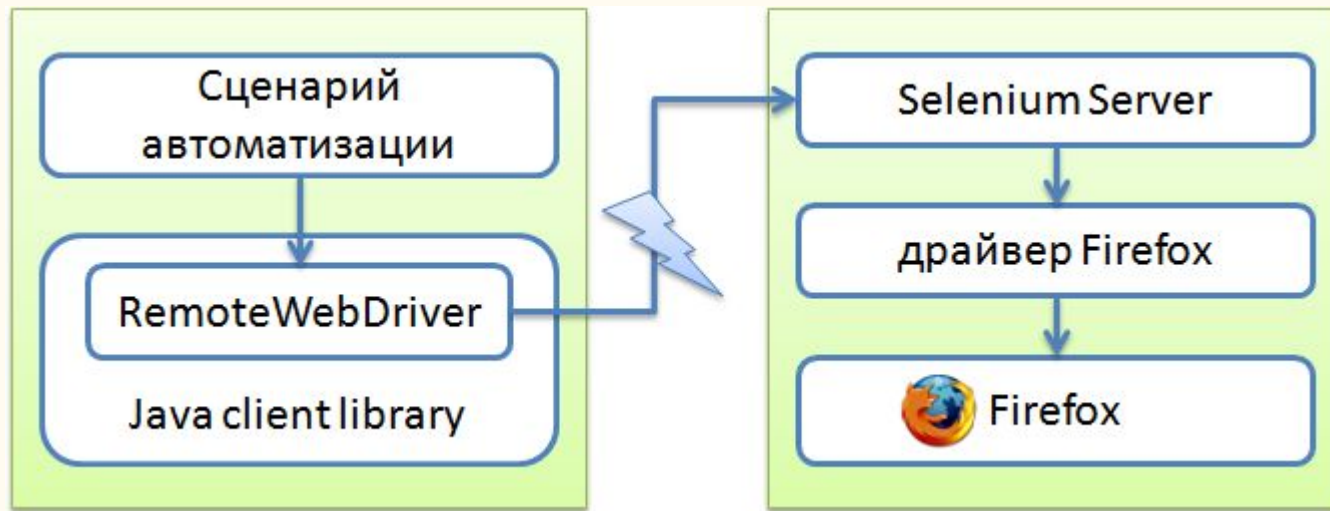 Сценарий
автоматизации
RemoteWebDriver
Java client library
Selenium Server
драйвер Firefox
Firefox